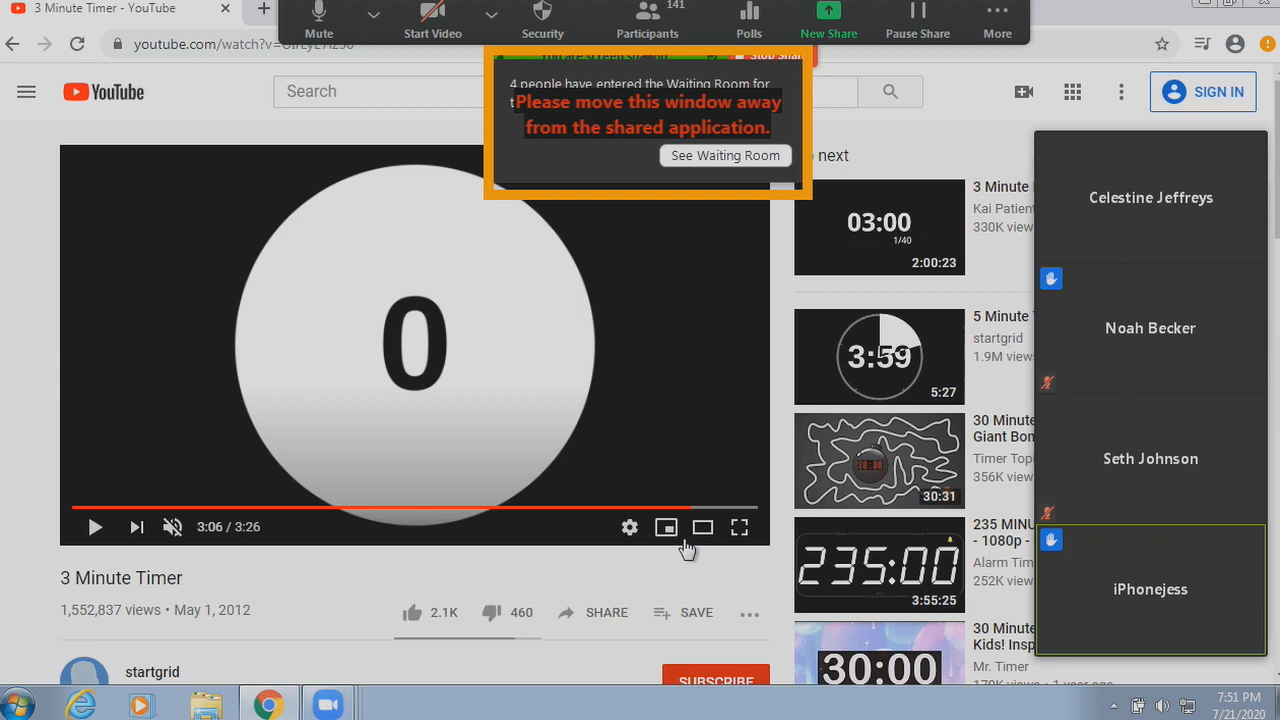 3 Minute Timer - YouTube
141
Mute
Start Video
Security
Participants
Polls
New Share
Pause Share
More
youtube.com/watch?v=
4 people have entered the Waiting Room for
Please move this window away
from the shared application.
See Waiting Room
YouTube
Search
SIGN IN
next
0
3:06 / 3:26
3 Minute Timer
1,552,837 views • May 1, 2012
2.1K
460
SHARE
SAVE
startgrid
SUBSCRIBE
03:00
1/40
2:00:23
3 Minute
Kai Patient
330K view
3:59
5:27
5 Minute
startgrid
1.9M views
30:00
30:31
30 Minute
Giant Bon
Timer Top
356K view
235:00
3:55:25
235 MINU
- 1080p -
Alarm Tim
252K view
30:00
30 Minute
Kids! Insp
Mr. Timer
Celestine Jeffreys
Noah Becker
Seth Johnson
iPhonejess
7:51 PM
7/21/2020